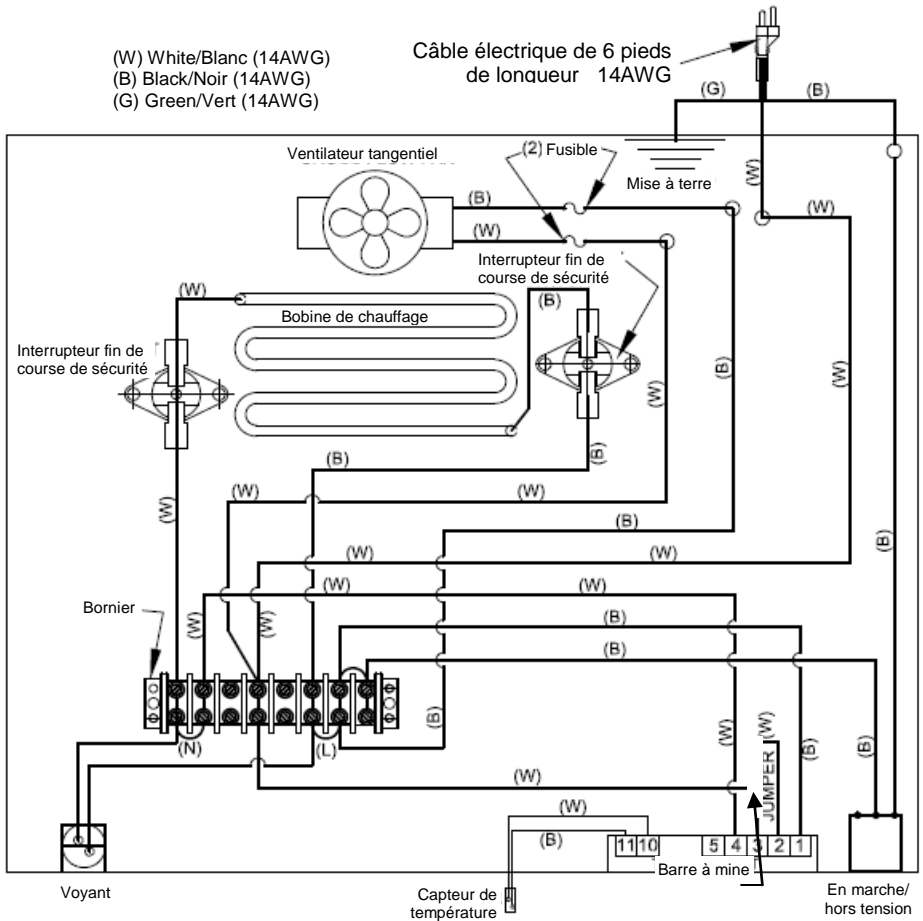 (W) White/Blanc (14AWG)
(B) Black/Noir (14AWG)
(G) Green/Vert (14AWG)
Câble électrique de 6 pieds
de longueur 14AWG
(G)
(B)
Ventilateur tangentiel
(2) Fusible
Mise à terre
(W)
(B)
(W)
(W)
Interrupteur fin de
course de sécurité
(W)
(B)
Bobine de chauffage
Interrupteur fin de
course de sécurité
(W)
(B)
(W)
(B)
(B)
(W)
(W)
(W)
(B)
(B)
(W)
(W)
(W)
(W)
Bornier
(W)
(W)
(B)
(B)
(N)
(L)
(B)
(W)
(W)
(W)
JUMPER
(B)
(B)
(W)
(B)
11 10
5 4 3 2 1
Barre à mine
Voyant
Capteur de
température
En marche/
hors tension